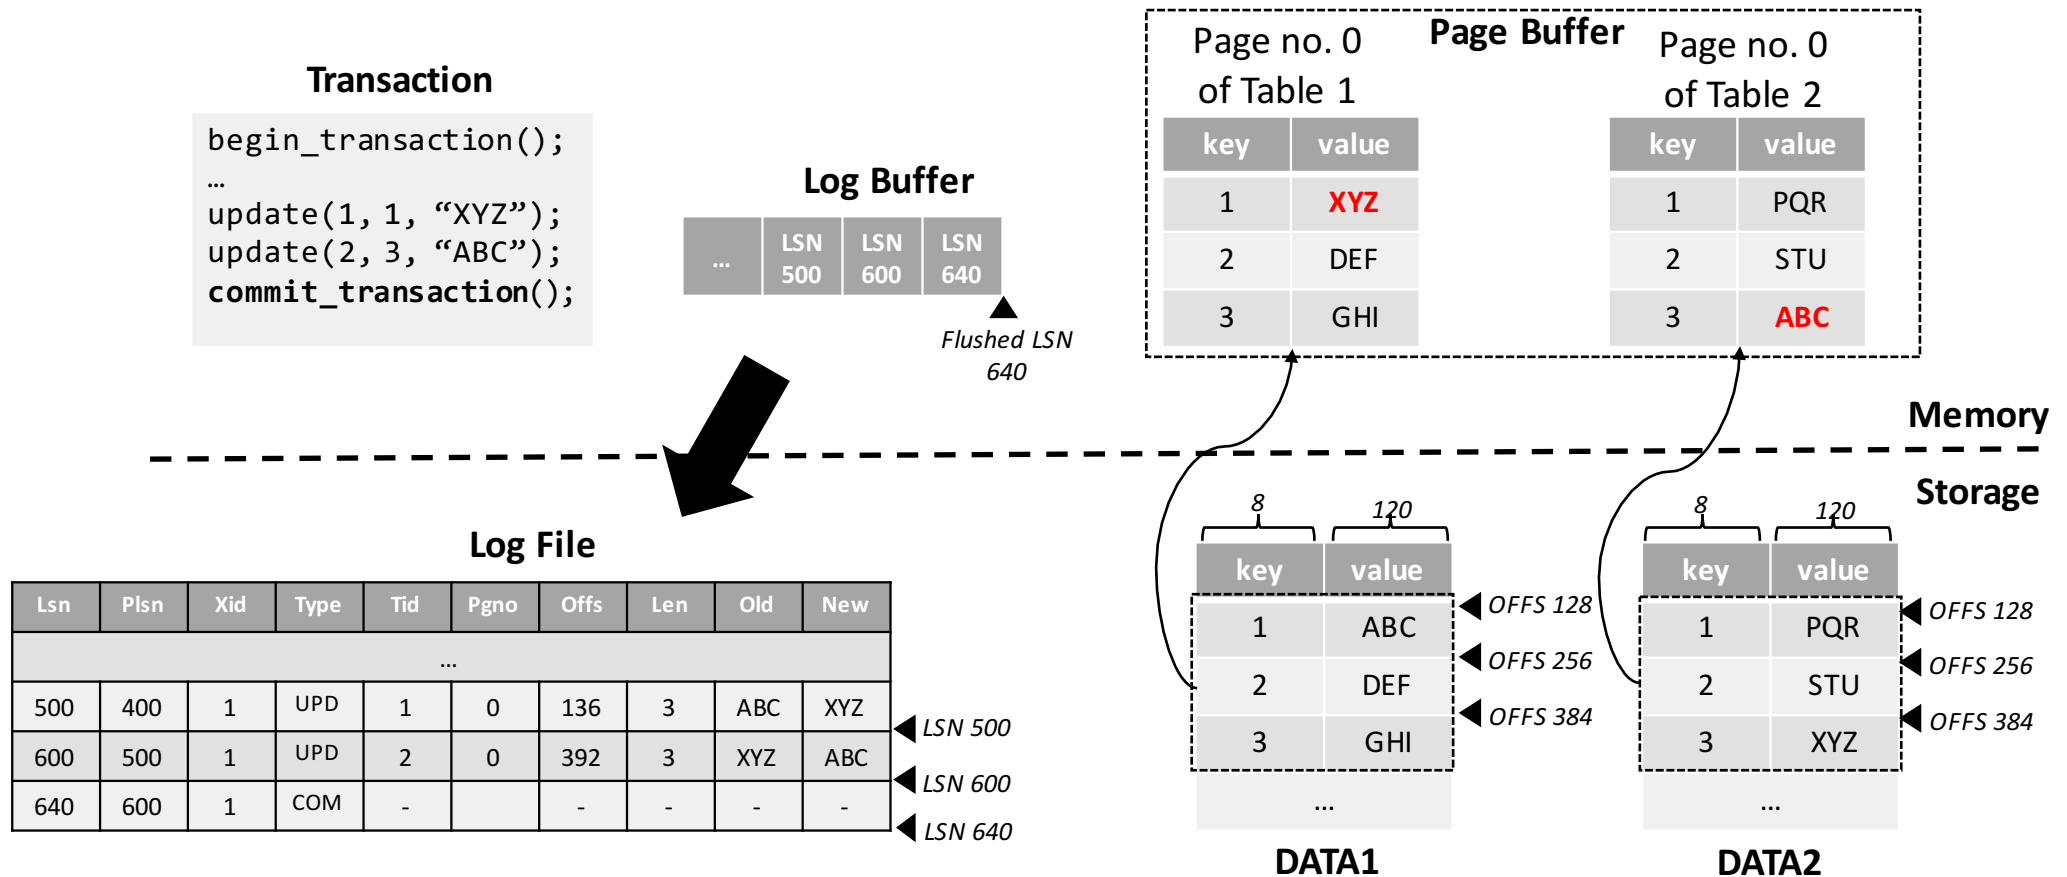 Transaction
begin_transaction();
…
update(1, 1, “XYZ”);
update(2, 3, “ABC”);
commit_transaction();
Log Buffer
... LSN 500 LSN 600 LSN 640
Flushed LSN
640
Page Buffer
Page no. 0
of Table 1
key value
1 XYZ
2 DEF
3 GHI
Page no. 0
of Table 2
key value
1 PQR
2 STU
3 ABC
Memory
Storage
Log File
Lsn Plsn Xid Type Tid Pgno Offs Len Old New
...
500 400 1 UPD 1 0 136 3 ABC XYZ
600 500 1 UPD 2 0 392 3 XYZ ABC
640 600 1 COM - - - - -
LSN 500
LSN 600
LSN 640
8 120
key value
1 ABC
2 DEF
3 GHI
...
OFFS 128
OFFS 256
OFFS 384
DATA1
8 120
key value
1 PQR
2 STU
3 XYZ
...
OFFS 128
OFFS 256
OFFS 384
DATA2